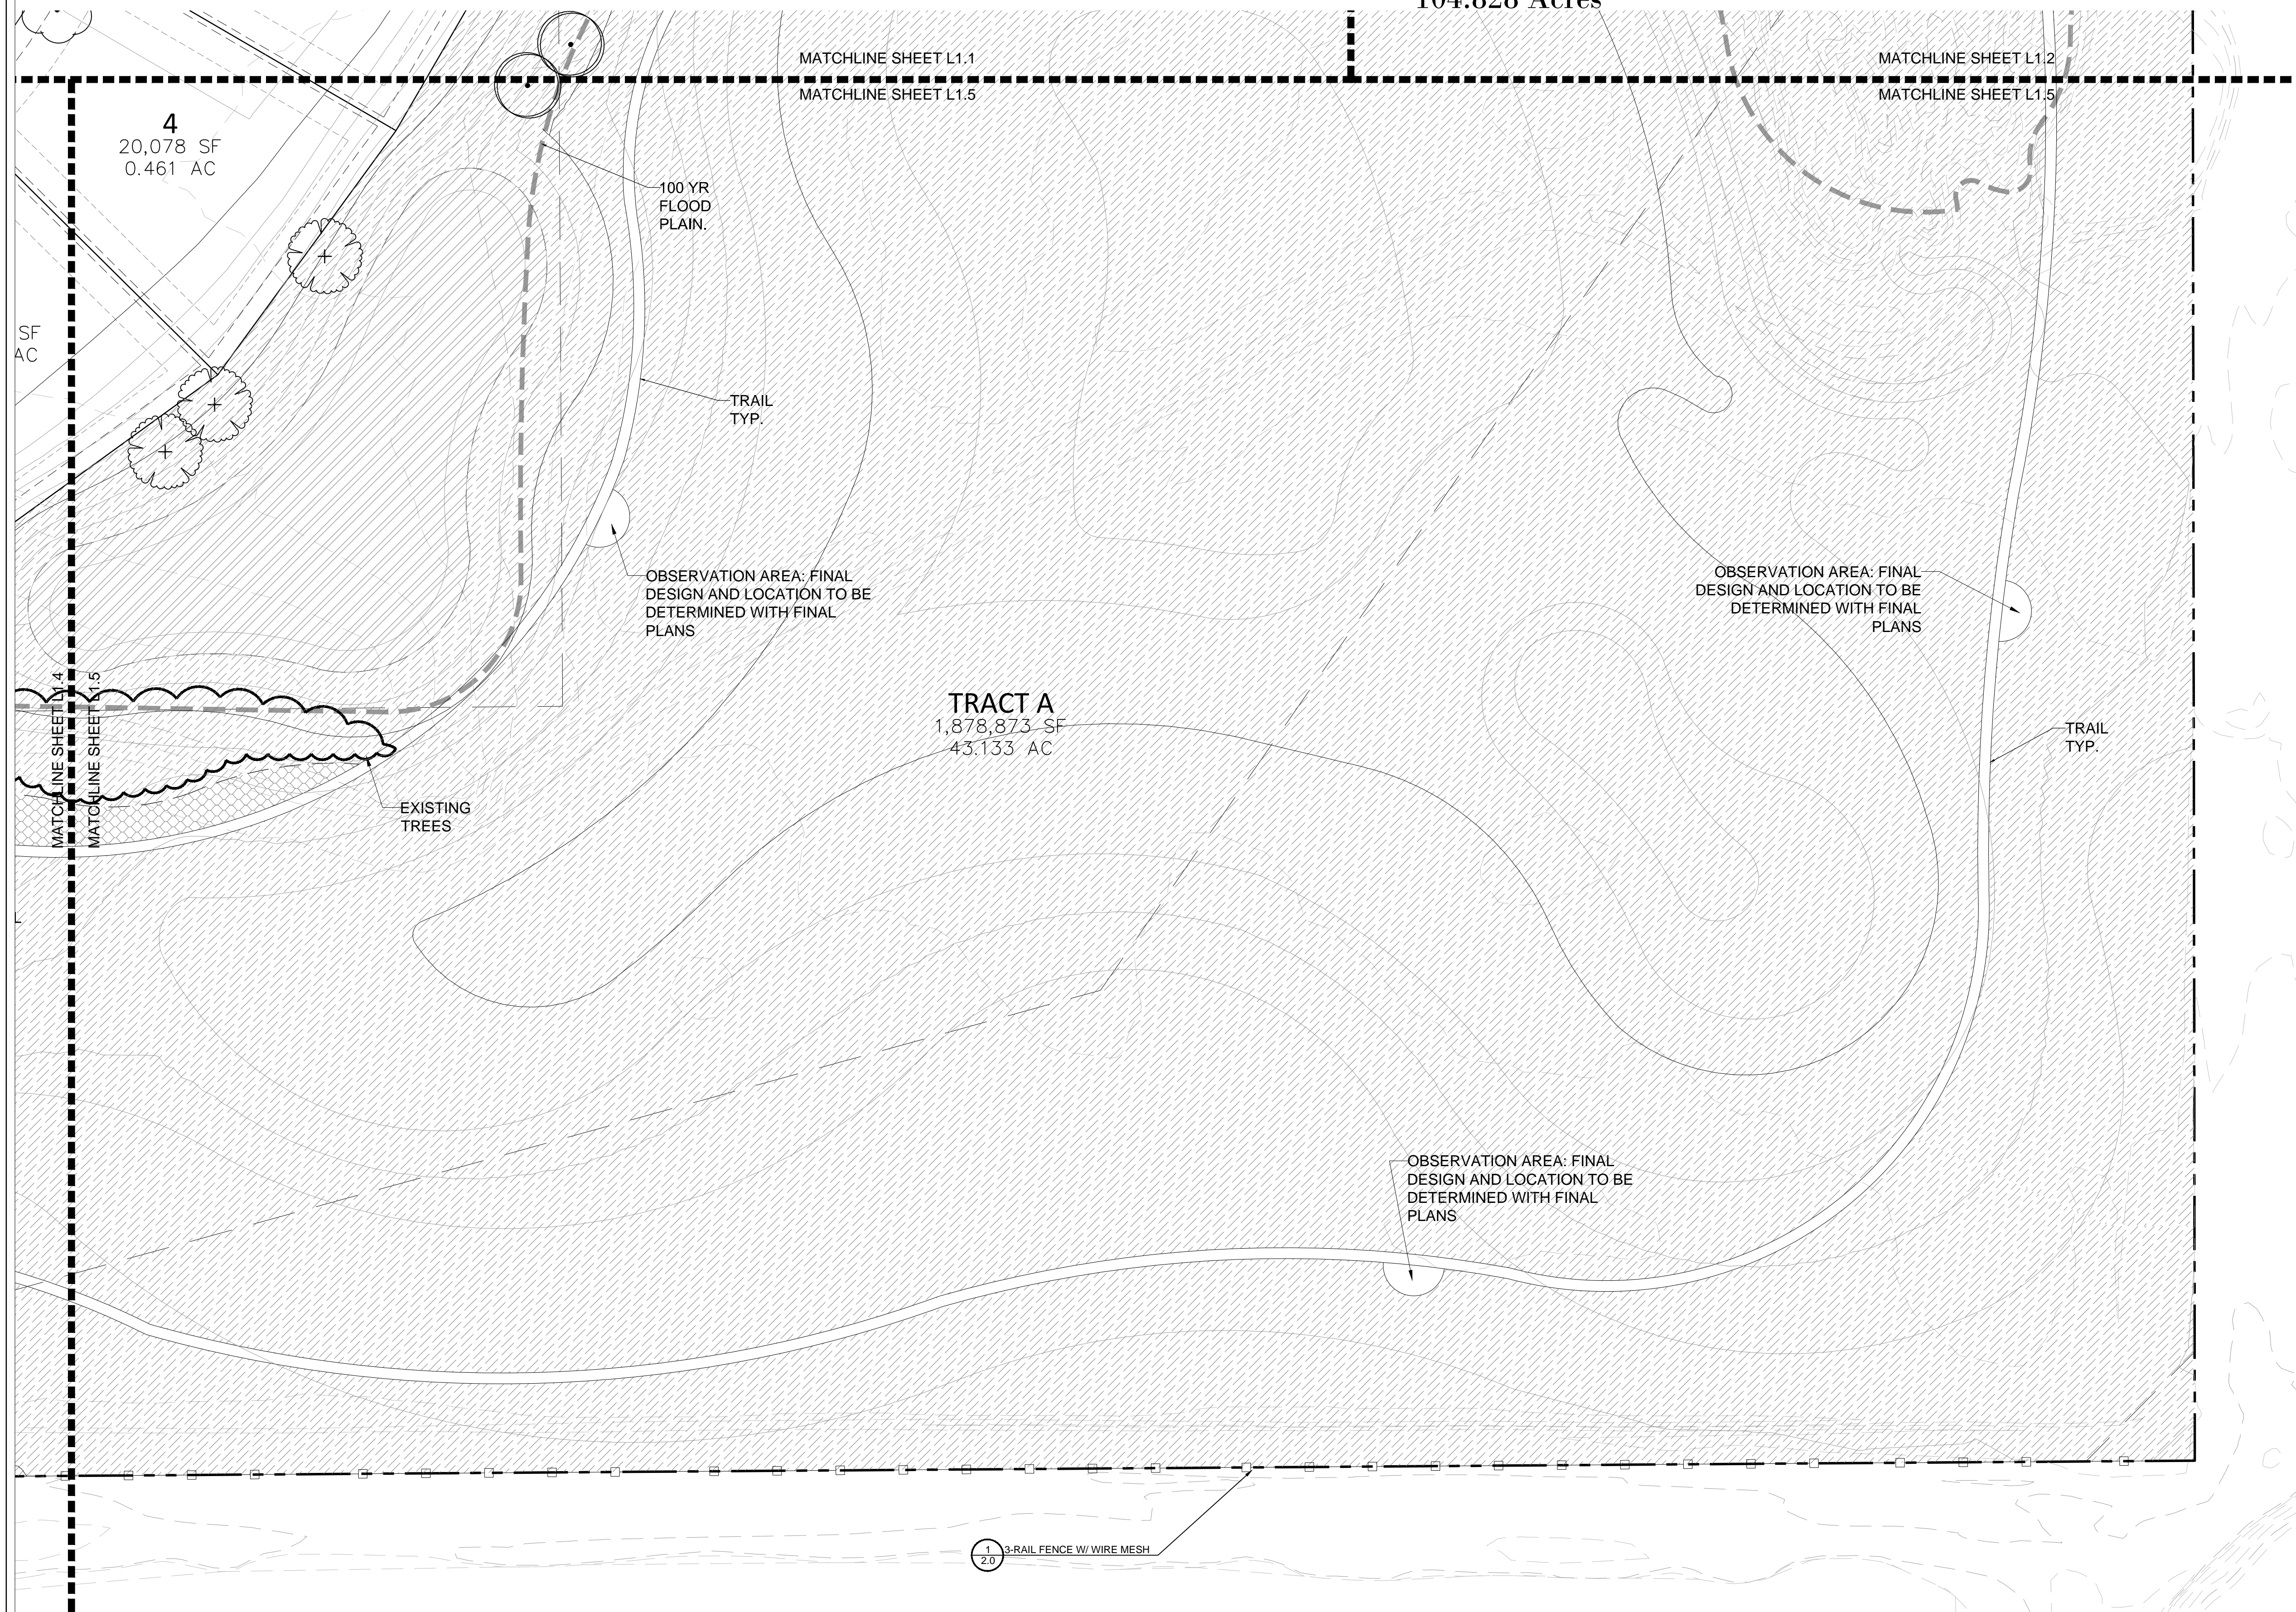 104.828 Acres
MATCHLINE SHEET L1.1
MATCHLINE SHEET L1.5
MATCHLINE SHEET L1.2
MATCHLINE SHEET L1.5
4
20,078 SF
0.461 AC
100 YR
FLOOD
PLAIN.
SF
AC
TRAIL
TYP.
OBSERVATION AREA: FINAL
DESIGN AND LOCATION TO BE
DETERMINED WITH FINAL
PLANS
OBSERVATION AREA: FINAL
DESIGN AND LOCATION TO BE
DETERMINED WITH FINAL
PLANS
MATCHLINE SHEET L1.4
MATCHLINE SHEET L1.5
TRACT A
1,878,873 SF
43.133 AC
TRAIL
TYP.
EXISTING
TREES
L
OBSERVATION AREA: FINAL
DESIGN AND LOCATION TO BE
DETERMINED WITH FINAL
PLANS
1
2.0
3-RAIL FENCE W/ WIRE MESH